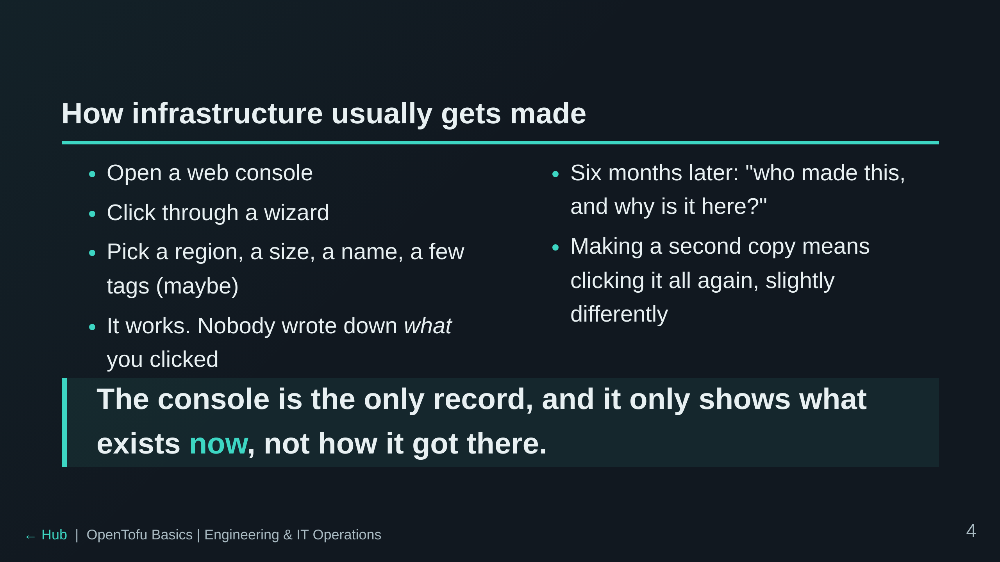 How infrastructure usually gets made
• Open a web console
• Click through a wizard
• Pick a region, a size, a name, a few
tags (maybe)
• It works. Nobody wrote down what
you clicked
• Six months later: "who made this,
and why is it here?"
• Making a second copy means
clicking it all again, slightly
differently
The console is the only record, and it only shows what
exists now, not how it got there.
← Hub | OpenTofu Basics | Engineering & IT Operations
4